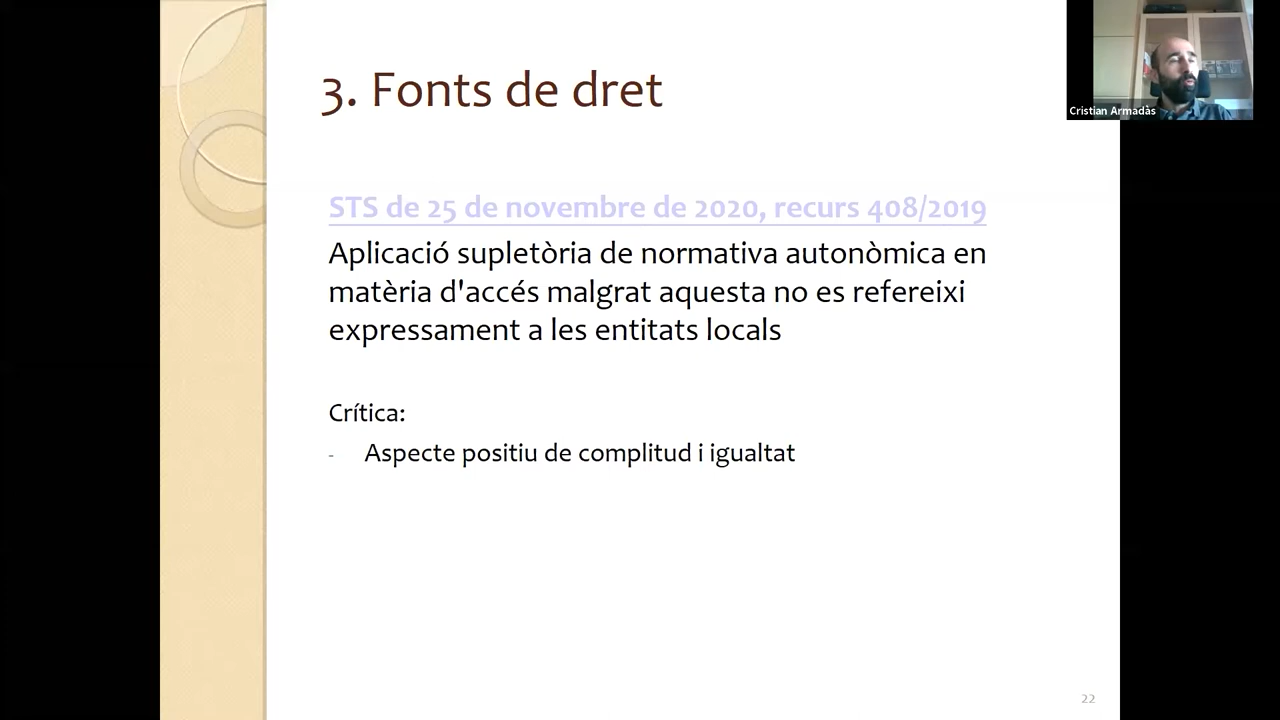 3. Fonts de dret
Cristian Armadàs
STS de 25 de novembre de 2020, recurs 408/2019
Aplicació supletòria de normativa autonòmica en
matèria d'accés malgrat aquesta no es refereixi
expressament a les entitats locals
Crítica:
- Aspecte positiu de complitud i igualtat
22